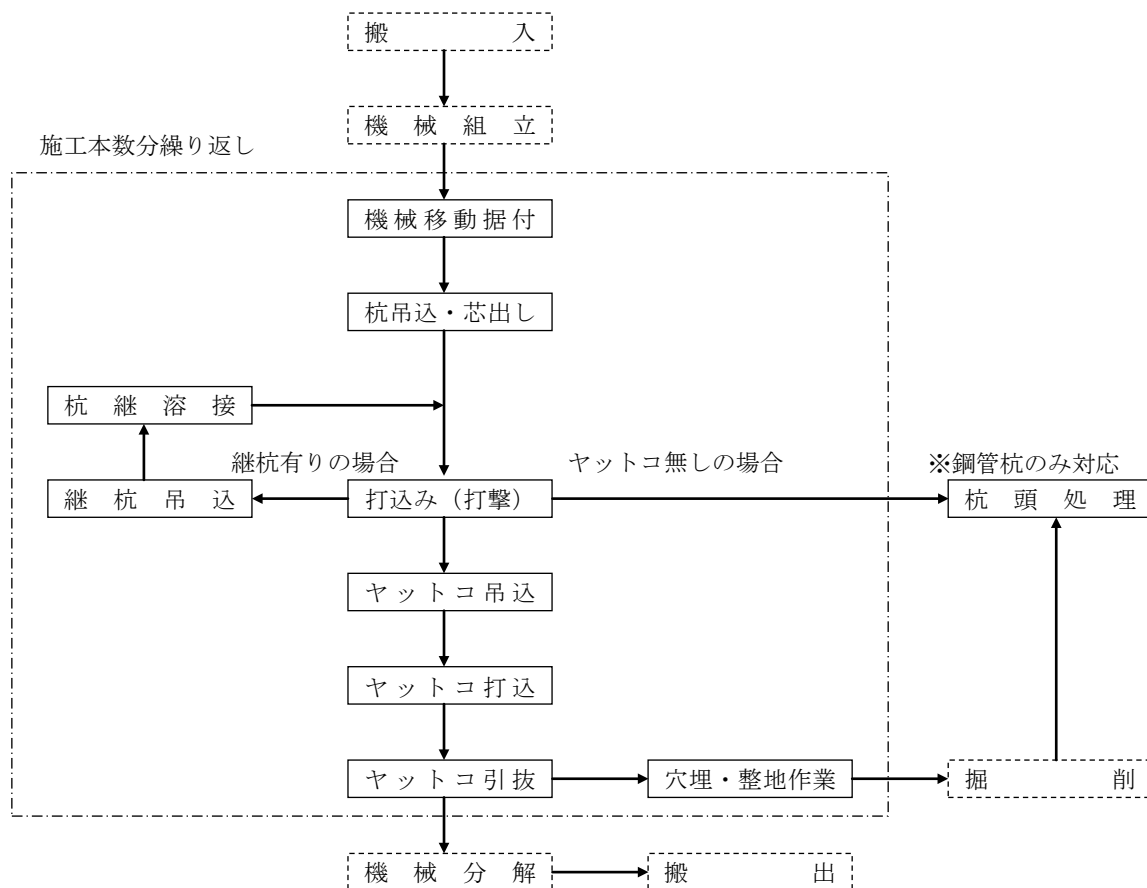 搬入
機械組立
施工本数分繰り返し
機械移動据付
杭吊込・芯出し
杭継溶接
継杭有りの場合
ヤットコ無しの場合
※鋼管杭のみ対応
継杭吊込
打込み（打撃）
杭頭処理
ヤットコ吊込
ヤットコ打込
ヤットコ引抜
穴埋・整地作業
掘削
機械分解
搬出